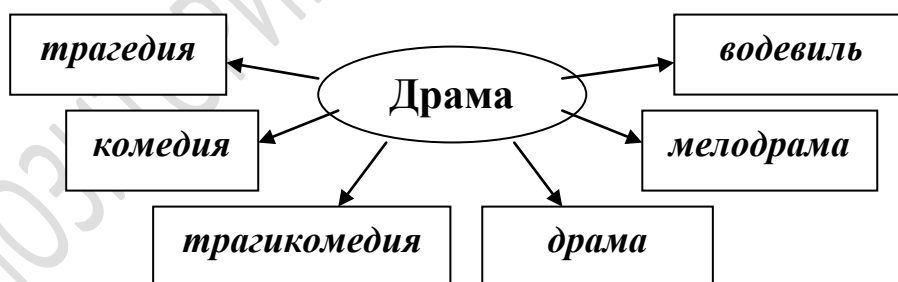 трагедия
водевиль
Драма
комедия
мелодрама
трагикомедия
драма